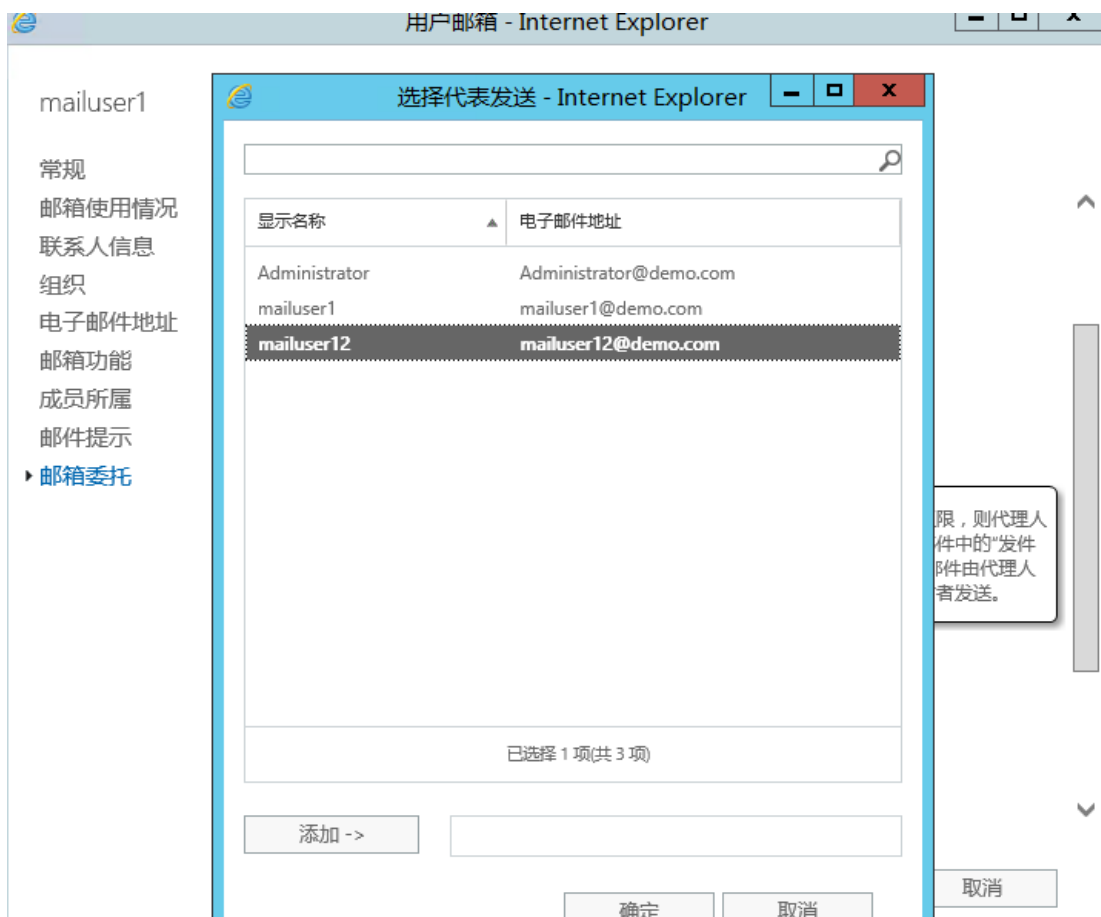 用户邮箱 - Internet Explorer
mailuser1
常规
邮箱使用情况
联系人信息
组织
电子邮件地址
邮箱功能
成员所属
邮件提示
邮箱委托
选择代表发送 - Internet Explorer
显示名称 电子邮件地址
Administrator Administrator@demo.com
mailuser1 mailuser1@demo.com
mailuser12 mailuser12@demo.com
已选择 1 项(共 3 项)
添加 ->
确定 取消
限，则代理人
件中的“发件
邮件由代理人
者发送。
取消